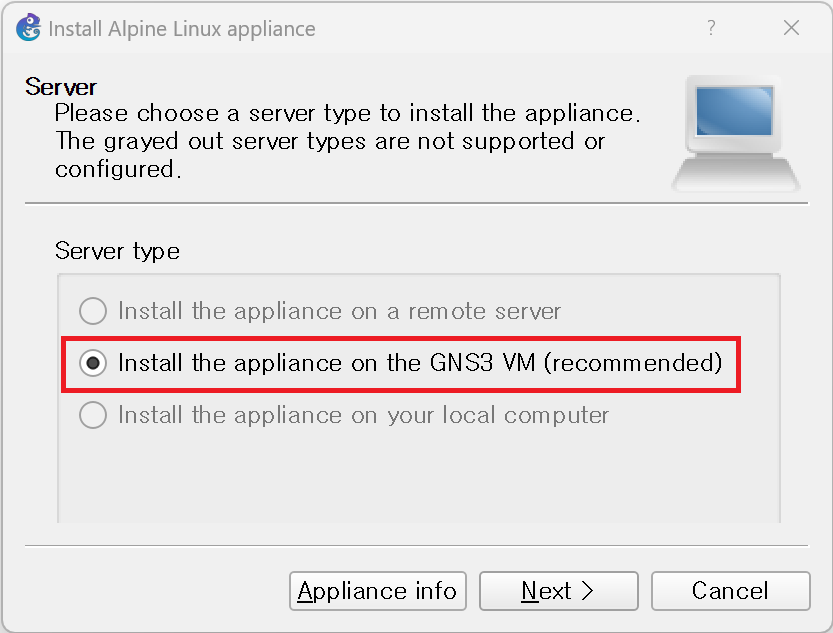 Install Alpine Linux appliance
?
Server
Please choose a server type to install the appliance.
The grayed out server types are not supported or
configured.
Server type
Install the appliance on a remote server
Install the appliance on the GNS3 VM (recommended)
Install the appliance on your local computer
Appliance info
Next >
Cancel